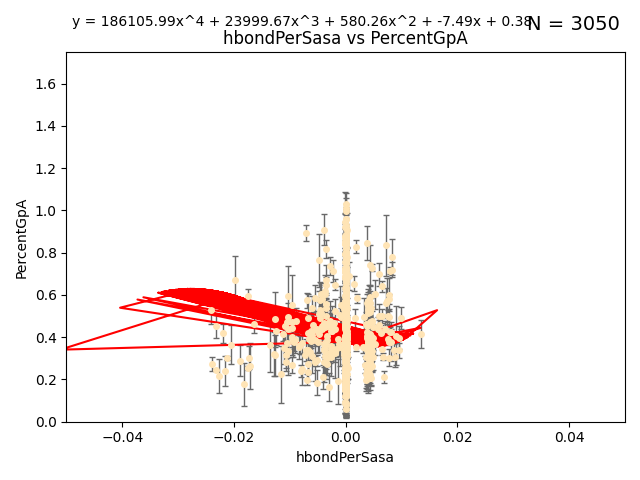 y = 186105.99x^4 + 23999.67x^3 + 580.26x^2 + -7.49x + 0.38
N = 3050
hbondPerSasa vs PercentGpA
1.6
1.4
1.2
1.0
0.8
0.6
0.4
0.2
0.0
PercentGpA
−0.04 −0.02 0.00 0.02 0.04
hbondPerSasa